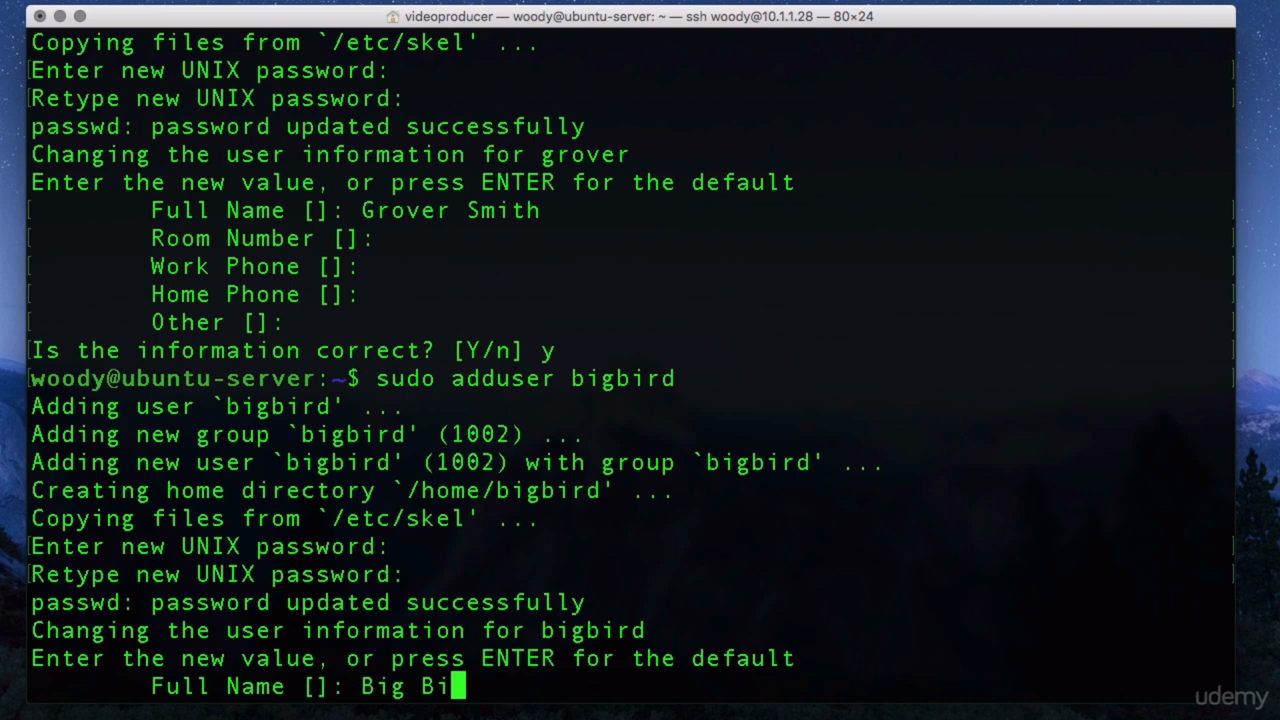 videoproducer — woody@ubuntu-server: ~ — ssh woody@10.1.1.28 — 80×24
Copying files from `/etc/skel' ...
[Enter new UNIX password: ]
[Retype new UNIX password: ]
passwd: password updated successfully
Changing the user information for grover
Enter the new value, or press ENTER for the default
[ Full Name []: Grover Smith ]
[ Room Number []: ]
[ Work Phone []: ]
[ Home Phone []: ]
[ Other []: ]
[Is the information correct? [Y/n] y ]
[woody@ubuntu-server:~$ sudo adduser bigbird ]
Adding user `bigbird' ...
Adding new group `bigbird' (1002) ...
Adding new user `bigbird' (1002) with group `bigbird' ...
Creating home directory `/home/bigbird' ...
Copying files from `/etc/skel' ...
[Enter new UNIX password: ]
[Retype new UNIX password: ]
passwd: password updated successfully
Changing the user information for bigbird
Enter the new value, or press ENTER for the default
Full Name []: Big Bi
udemy